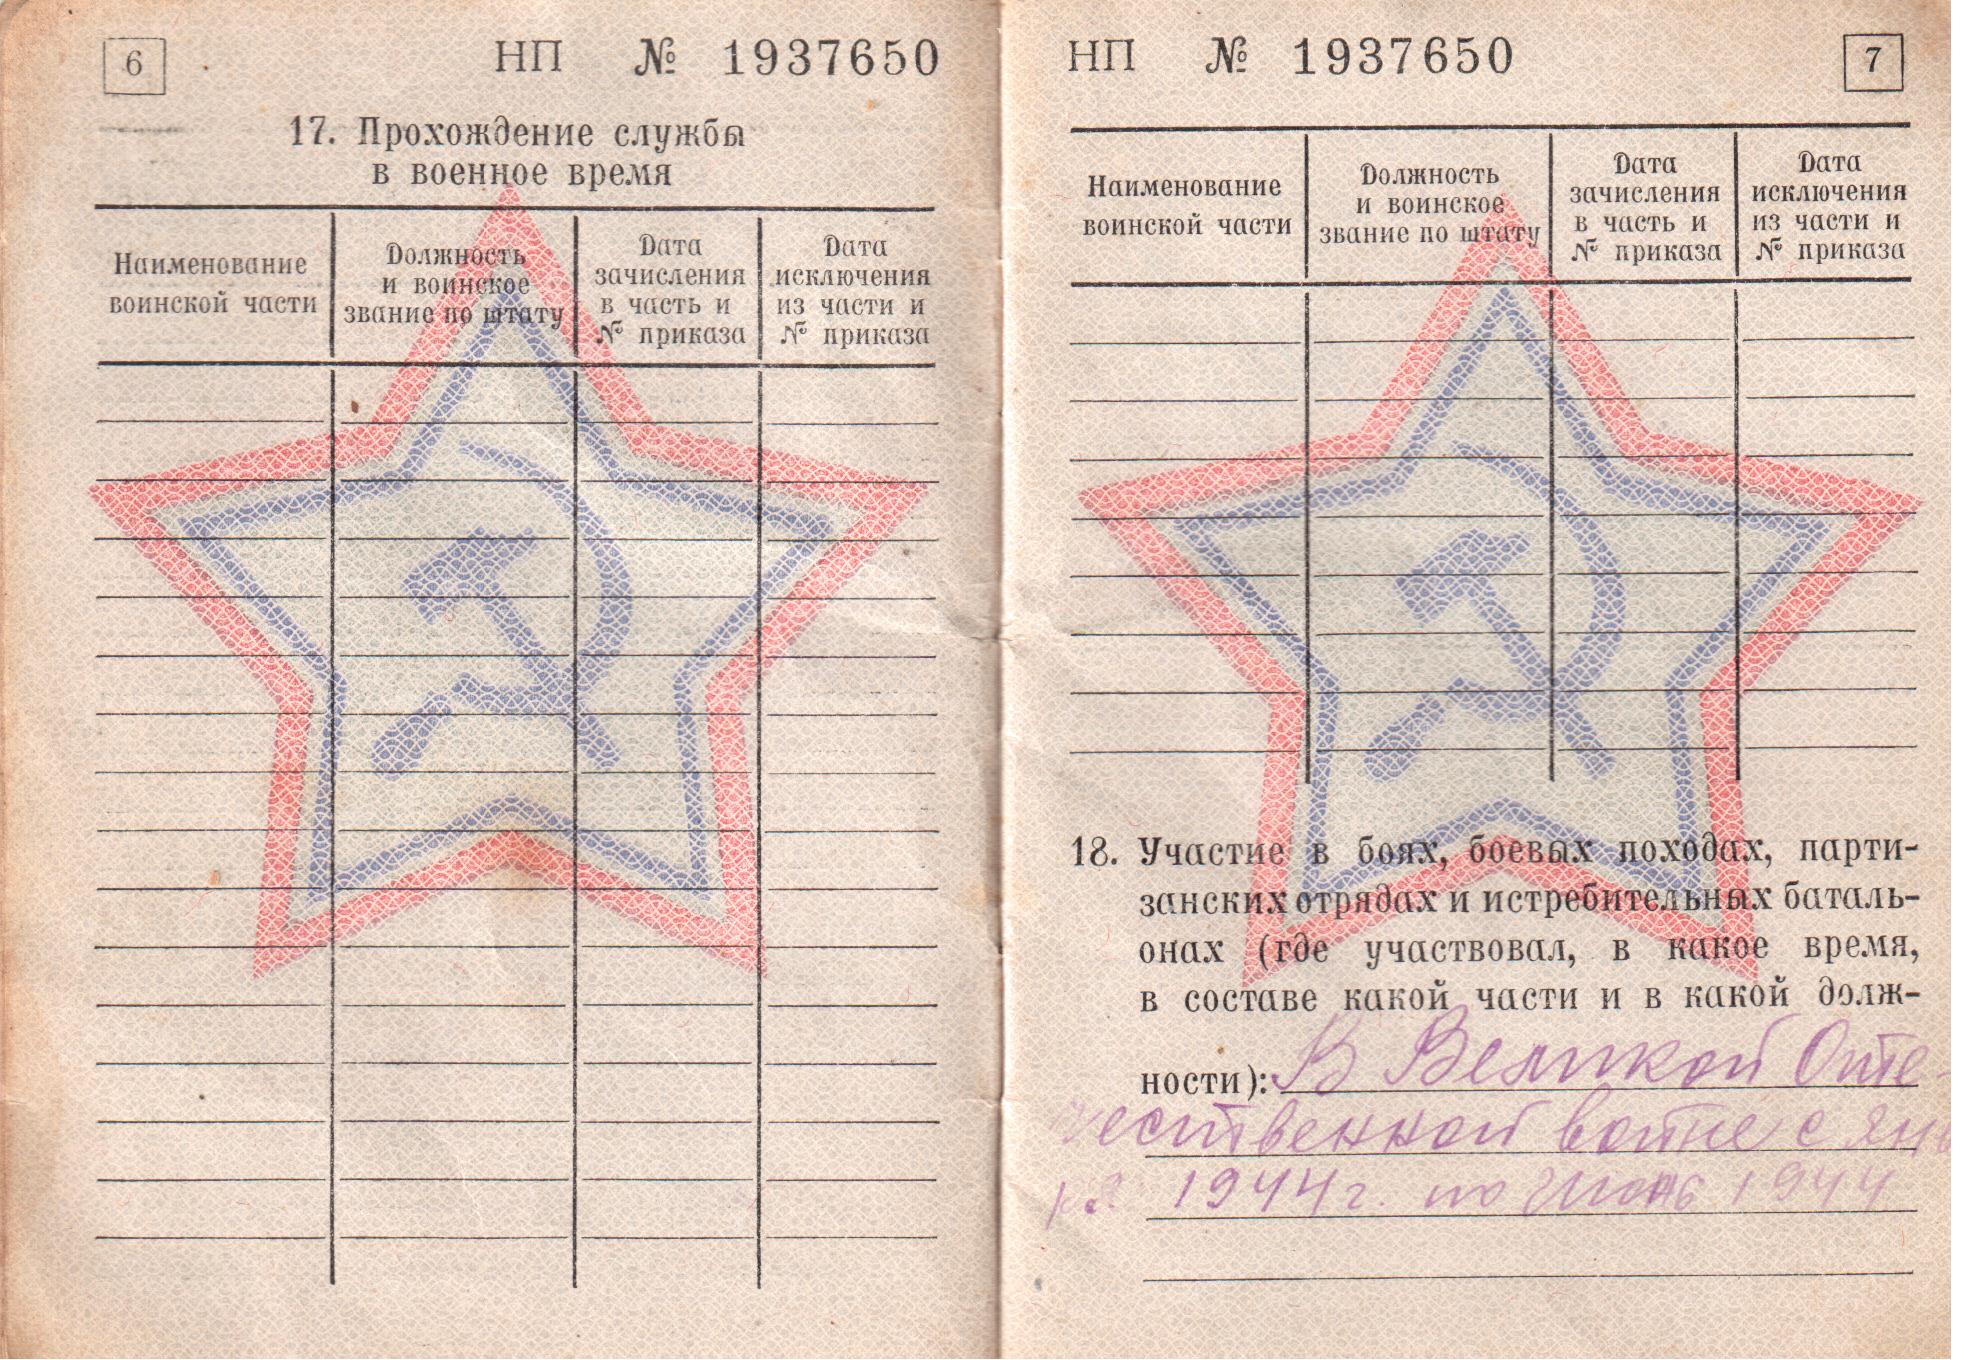 6
НП № 1937650
17. Прохождение службы
в военное время
Наименование
воинской части
Должность
и воинское
звание по штату
Дата
зачисления
в часть и
№ приказа
Дата
исключения
из части и
№ приказа
НП № 1937650
7
Наименование
воинской части
Должность
и воинское
звание по штату
Дата
зачисления
в часть и
№ приказа
Дата
исключения
из части и
№ приказа
18. Участие в боях, боевых походах, парти-
занских отрядах и истребительных баталь-
онах (где участвовал, в какое время,
в составе какой части и в какой долж-
ности): В Великой Оте-
чественной войне с янв
1944 г. по июнь 1944